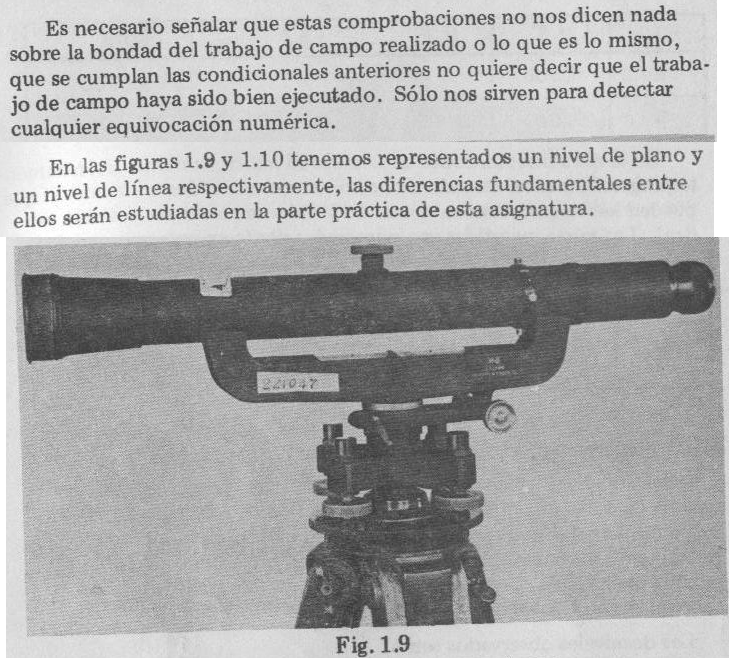 Es necesario señalar que estas comprobaciones no nos dicen nada
sobre la bondad del trabajo de campo realizado o lo que es lo mismo,
que se cumplan las condicionales anteriores no quiere decir que el traba-
jo de campo haya sido bien ejecutado. Sólo nos sirven para detectar
cualquier equivocación numérica.
En las figuras 1.9 y 1.10 tenemos representados un nivel de plano y
un nivel de línea respectivamente, las diferencias fundamentales entre
ellos serán estudiadas en la parte práctica de esta asignatura.
221047
Fig. 1.9